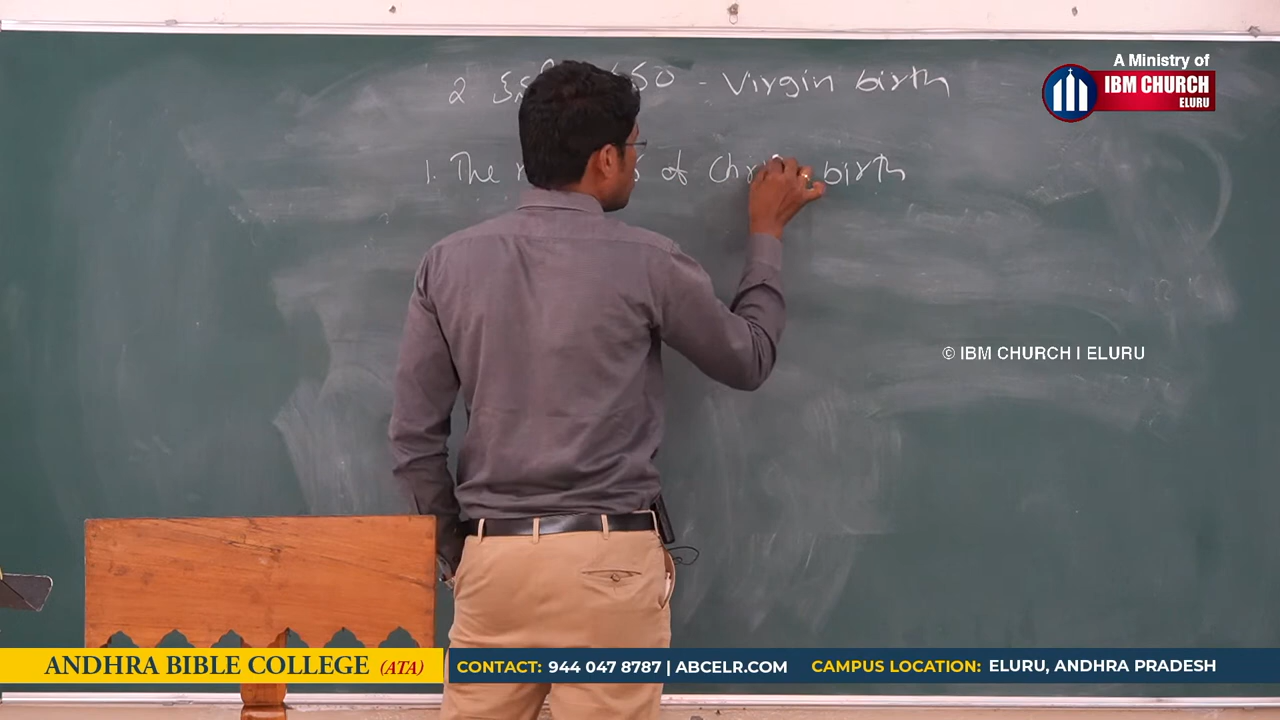 A Ministry of
IBM CHURCH
ELURU
2 - Virgin birth
1. The of birth
© IBM CHURCH I ELURU
ANDHRA BIBLE COLLEGE (ATA)
CONTACT: 944 047 8787 | ABCELR.COM
CAMPUS LOCATION: ELURU, ANDHRA PRADESH